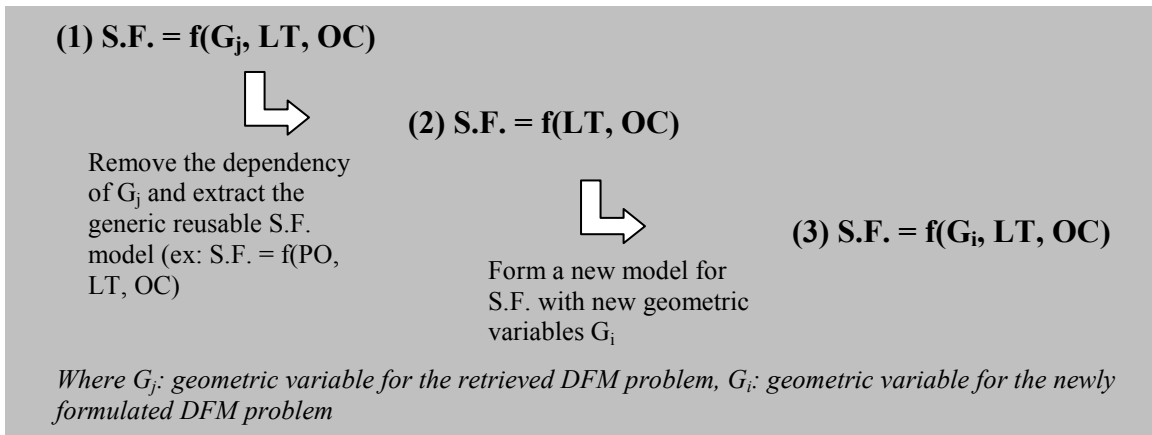 (1) S.F. = f(Gj, LT, OC)
(2) S.F. = f(LT, OC)
Remove the dependency
of Gj and extract the
generic reusable S.F.
model (ex: S.F. = f(PO,
LT, OC)
(3) S.F. = f(Gi, LT, OC)
Form a new model for
S.F. with new geometric
variables Gi
Where Gj: geometric variable for the retrieved DFM problem, Gi: geometric variable for the newly
formulated DFM problem